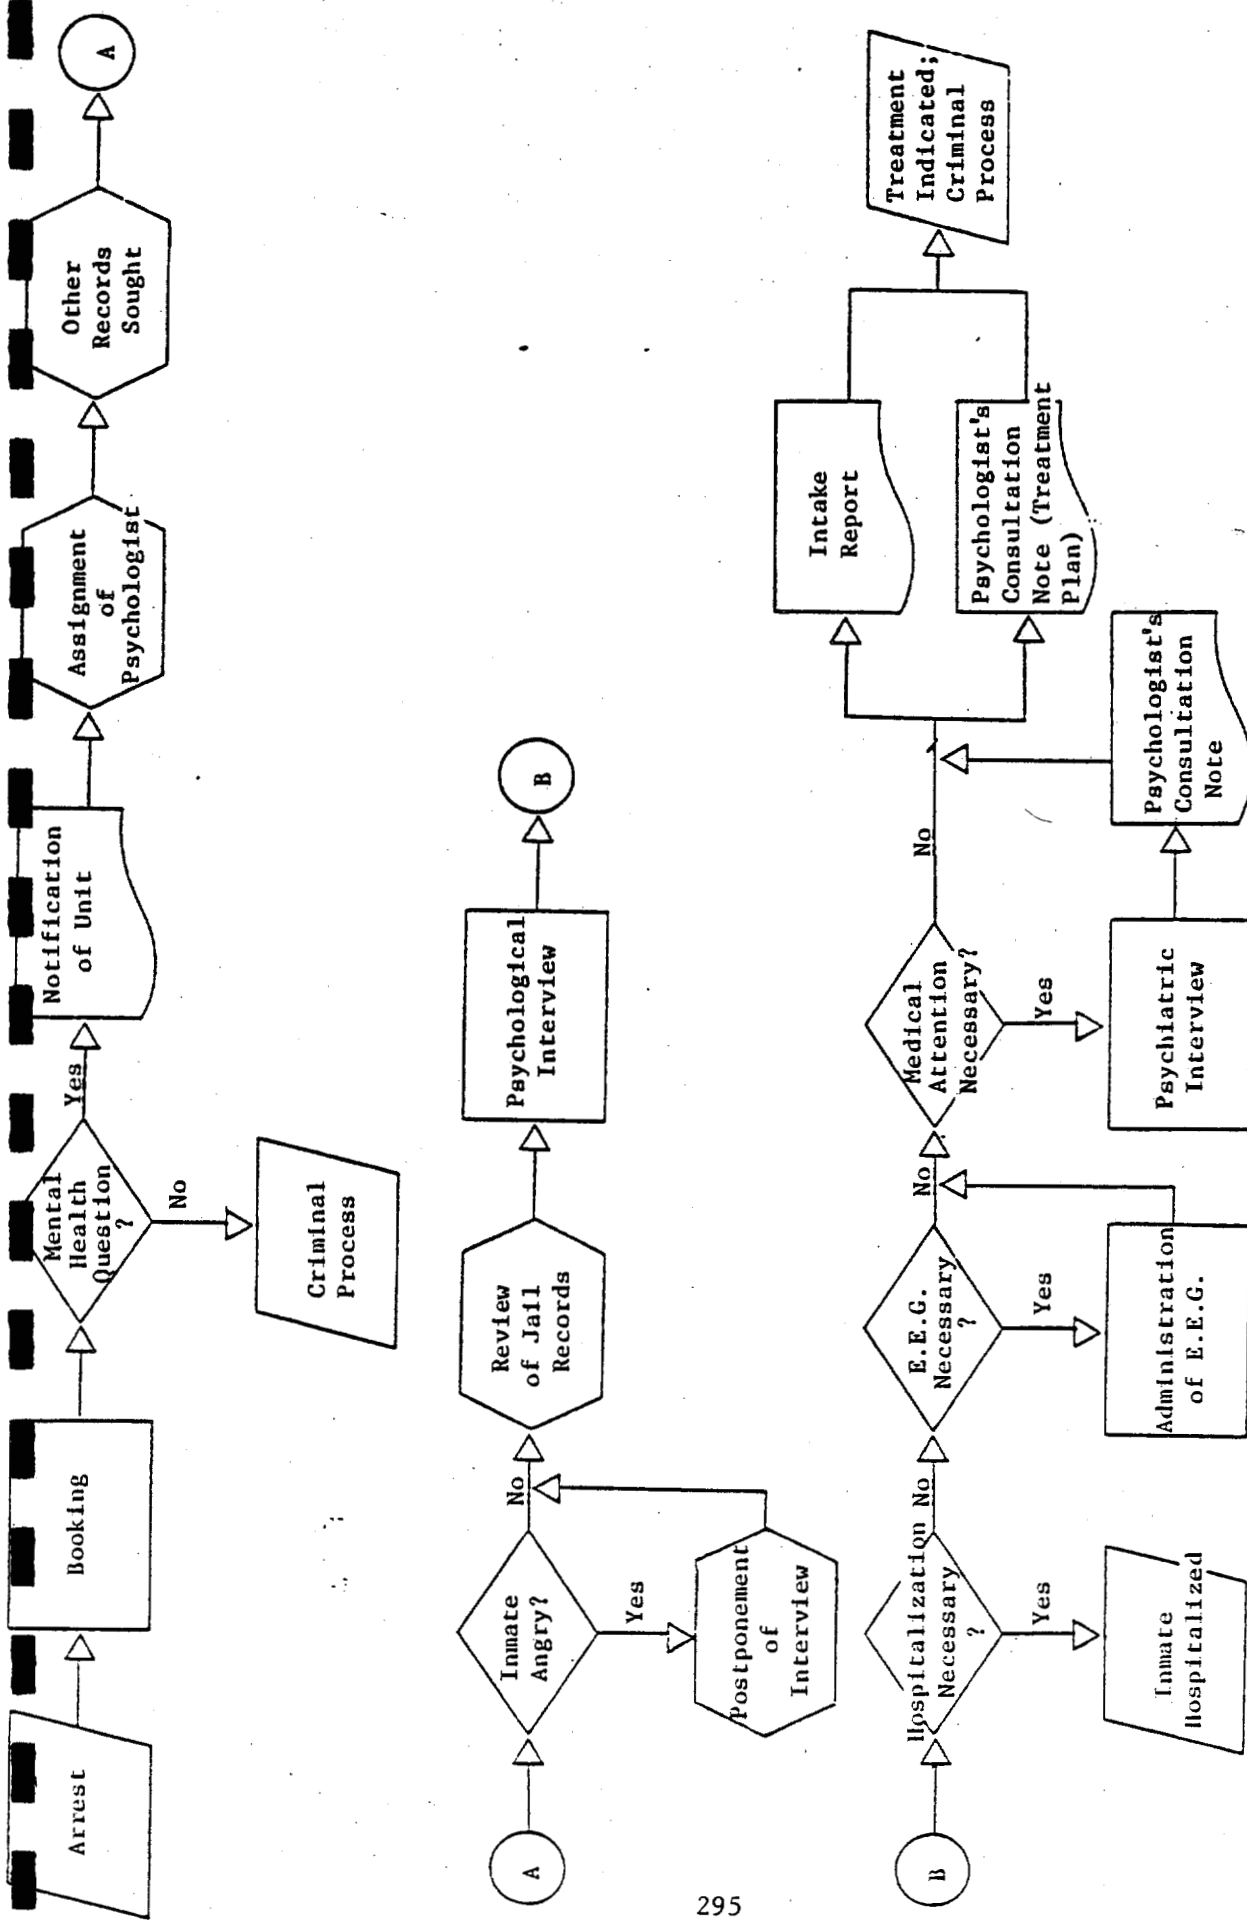 Arrest
Booking
Mental
Health
Question
?
Yes
No
Criminal
Process
Notification
of Unit
Assignment
of
Psychologist
Other
Records
Sought
A
A
Inmate
Angry?
No
Yes
Postponement
of
Interview
Review
of Jail
Records
Psychological
Interview
B
B
Hospitalization
Necessary
?
No
Yes
Inmate
Hospitalized
E.E.G.
Necessary
?
No
Yes
Administration
of E.E.G.
Medical
Attention
Necessary?
No
Yes
Psychiatric
Interview
Psychologist's
Consultation
Note
Intake
Report
Psychologist's
Consultation
Note (Treatment
Plan)
Treatment
Indicated;
Criminal
Process
295